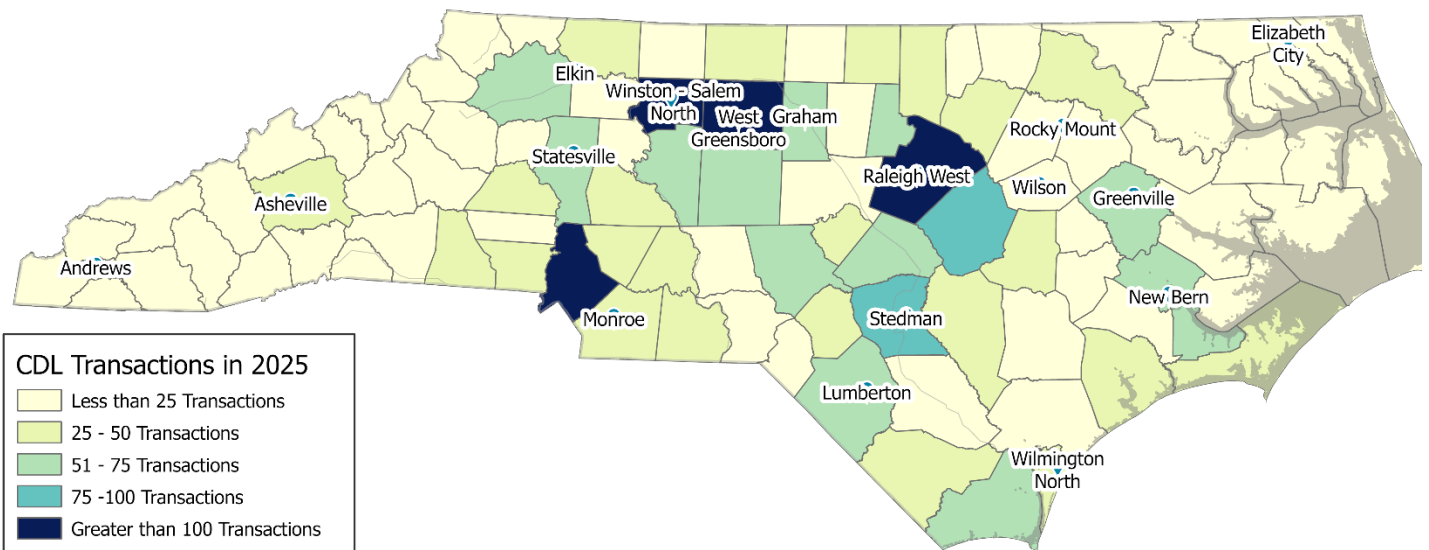 Elizabeth
City
Elkin
Winston - Salem
North
West
Greensboro
Graham
Rocky Mount
Statesville
Raleigh West
Wilson
Greenville
Asheville
Andrews
New Bern
Monroe
Stedman
Lumberton
Wilmington
North
CDL Transactions in 2025
Less than 25 Transactions
25 - 50 Transactions
51 - 75 Transactions
75 -100 Transactions
Greater than 100 Transactions